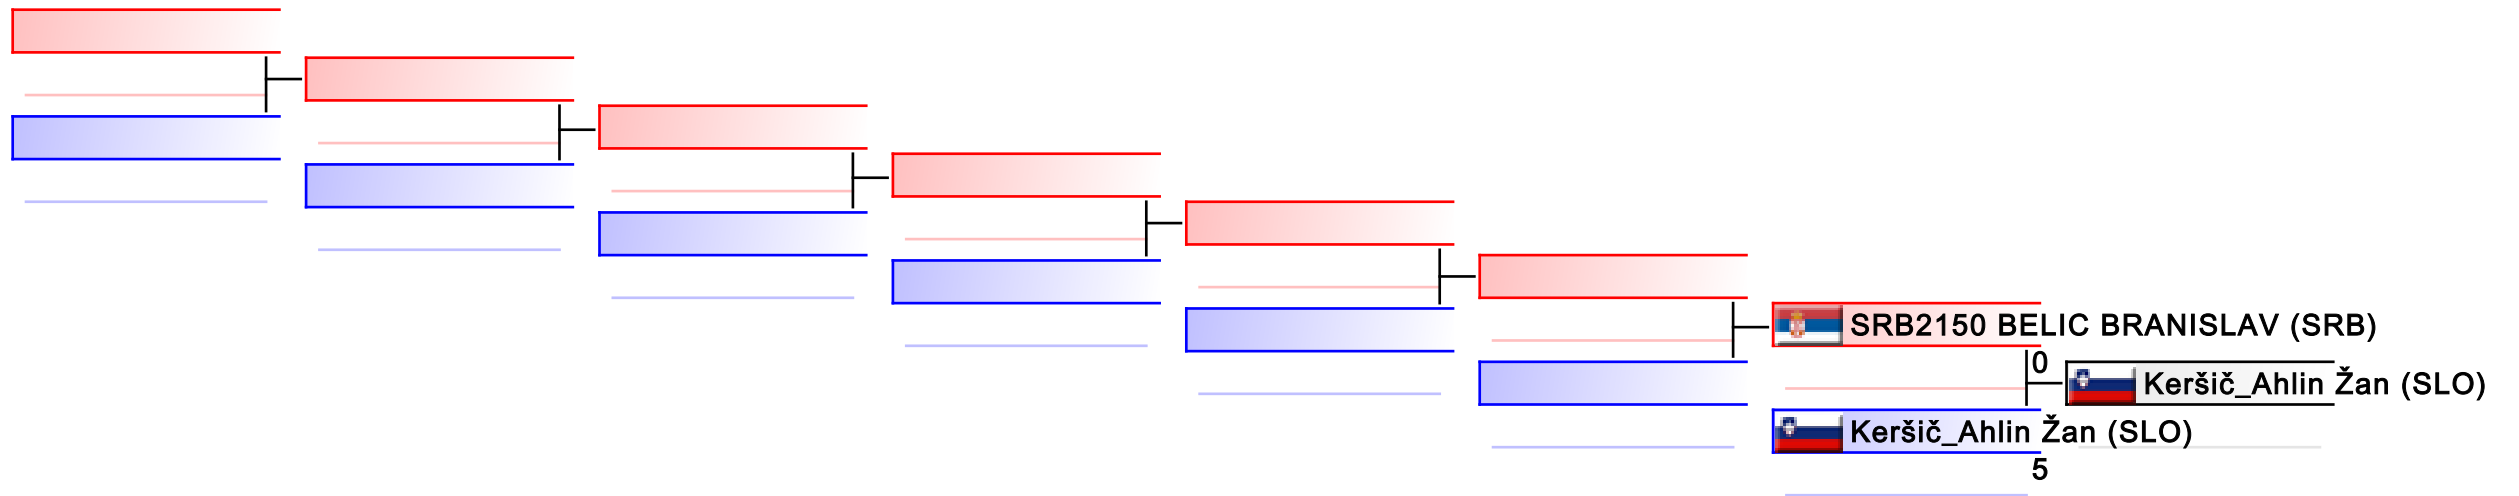 SRB2150 BELIC BRANISLAV (SRB)
0
Keršič_Ahlin Žan (SLO)
Keršič_Ahlin Žan (SLO)
5